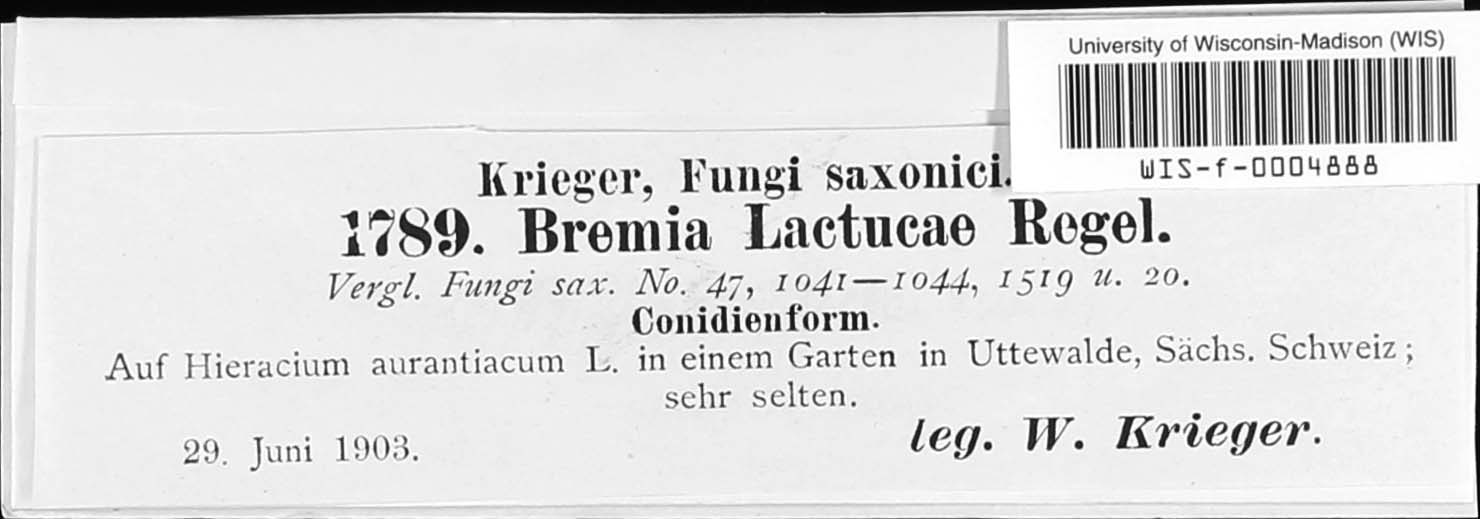 University of Wisconsin-Madison (WIS)
WIS-f-0004888
Krieger, Fungi saxonici.
1789. Bremia Lactucae Regel.
Vergl. Fungi sax. No. 47, 1041—1044, 1519 u. 20.
Conidienform.
Auf Hieracium aurantiacum L. in einem Garten in Uttewalde, Sächs. Schweiz;
sehr selten.
29. Juni 1903.
leg. W. Krieger.